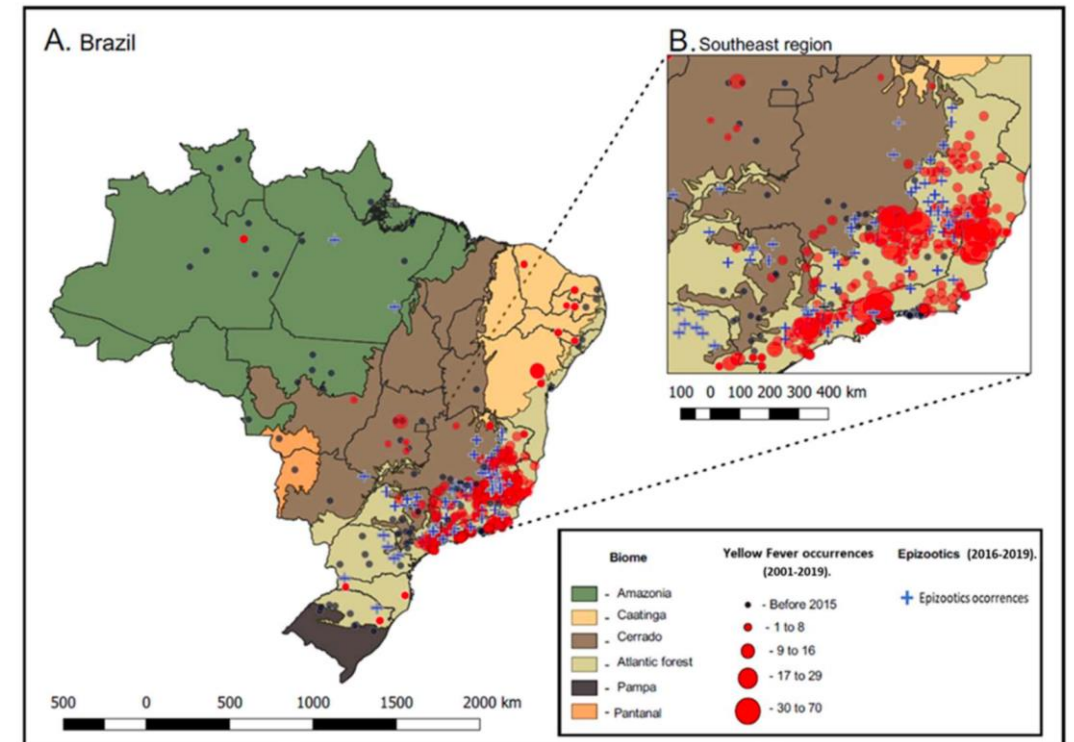 A. Brazil
B. Southeast region
100 0 100 200 300 400 km
500 0 500 1000 1500 2000 km
Biome
- Amazonia
- Caatinga
- Cerrado
- Atlantic forest
- Pampa
- Pantanal
Yellow Fever occurrences
(2001-2019).
- Before 2015
- 1 to 8
- 9 to 16
- 17 to 29
- 30 to 70
Epizootics (2016-2019).
Epizootics ocorrences